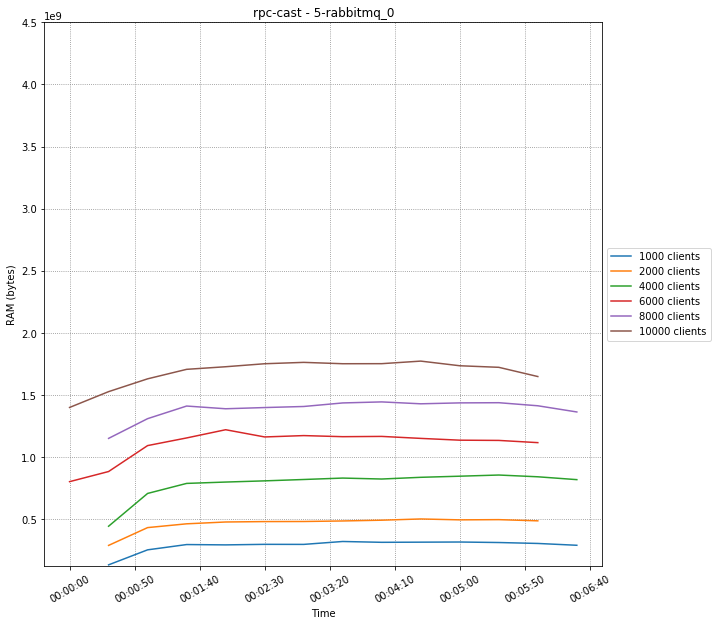 rpc-cast - 5-rabbitmq_0
1e9
4.5
4.0
3.5
3.0
2.5
2.0
1.5
1.0
0.5
RAM (bytes)
00:00:00
00:00:50
00:01:40
00:02:30
00:03:20
00:04:10
00:05:00
00:05:50
00:06:40
Time
1000 clients
2000 clients
4000 clients
6000 clients
8000 clients
10000 clients